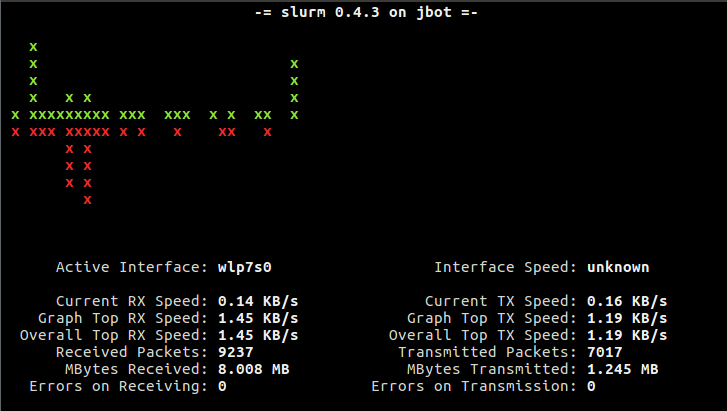 -= slurm 0.4.3 on jbot =-
x
x x
x x
x x x x
x xxxxxxxxx xxx xxx x x xx x
x xxx xxxxx x x x xx x
x x
x x
x x
x
Active Interface: wlp7s0 Interface Speed: unknown
Current RX Speed: 0.14 KB/s Current TX Speed: 0.16 KB/s
Graph Top RX Speed: 1.45 KB/s Graph Top TX Speed: 1.19 KB/s
Overall Top RX Speed: 1.45 KB/s Overall Top TX Speed: 1.19 KB/s
Received Packets: 9237 Transmitted Packets: 7017
MBytes Received: 8.008 MB MBytes Transmitted: 1.245 MB
Errors on Receiving: 0 Errors on Transmission: 0